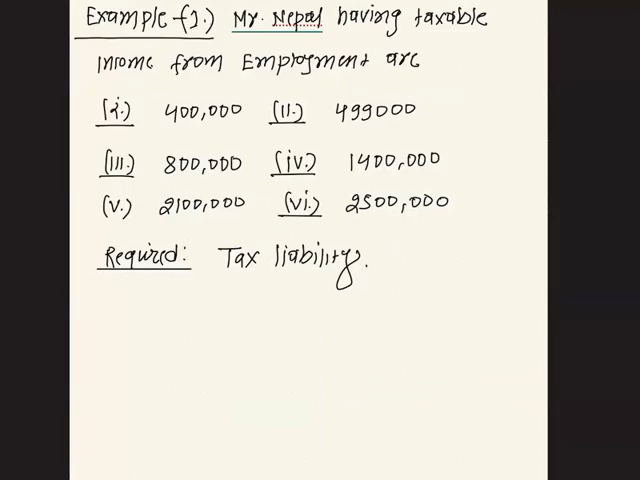 Example-(1.) Mr. Nepal having taxable
income from Employment are
(i.) 400,000 (ii.) 499000
(iii.) 800,000 (iv.) 1400,000
(v.) 2100,000 (vi.) 2500,000
Required: Tax liability.